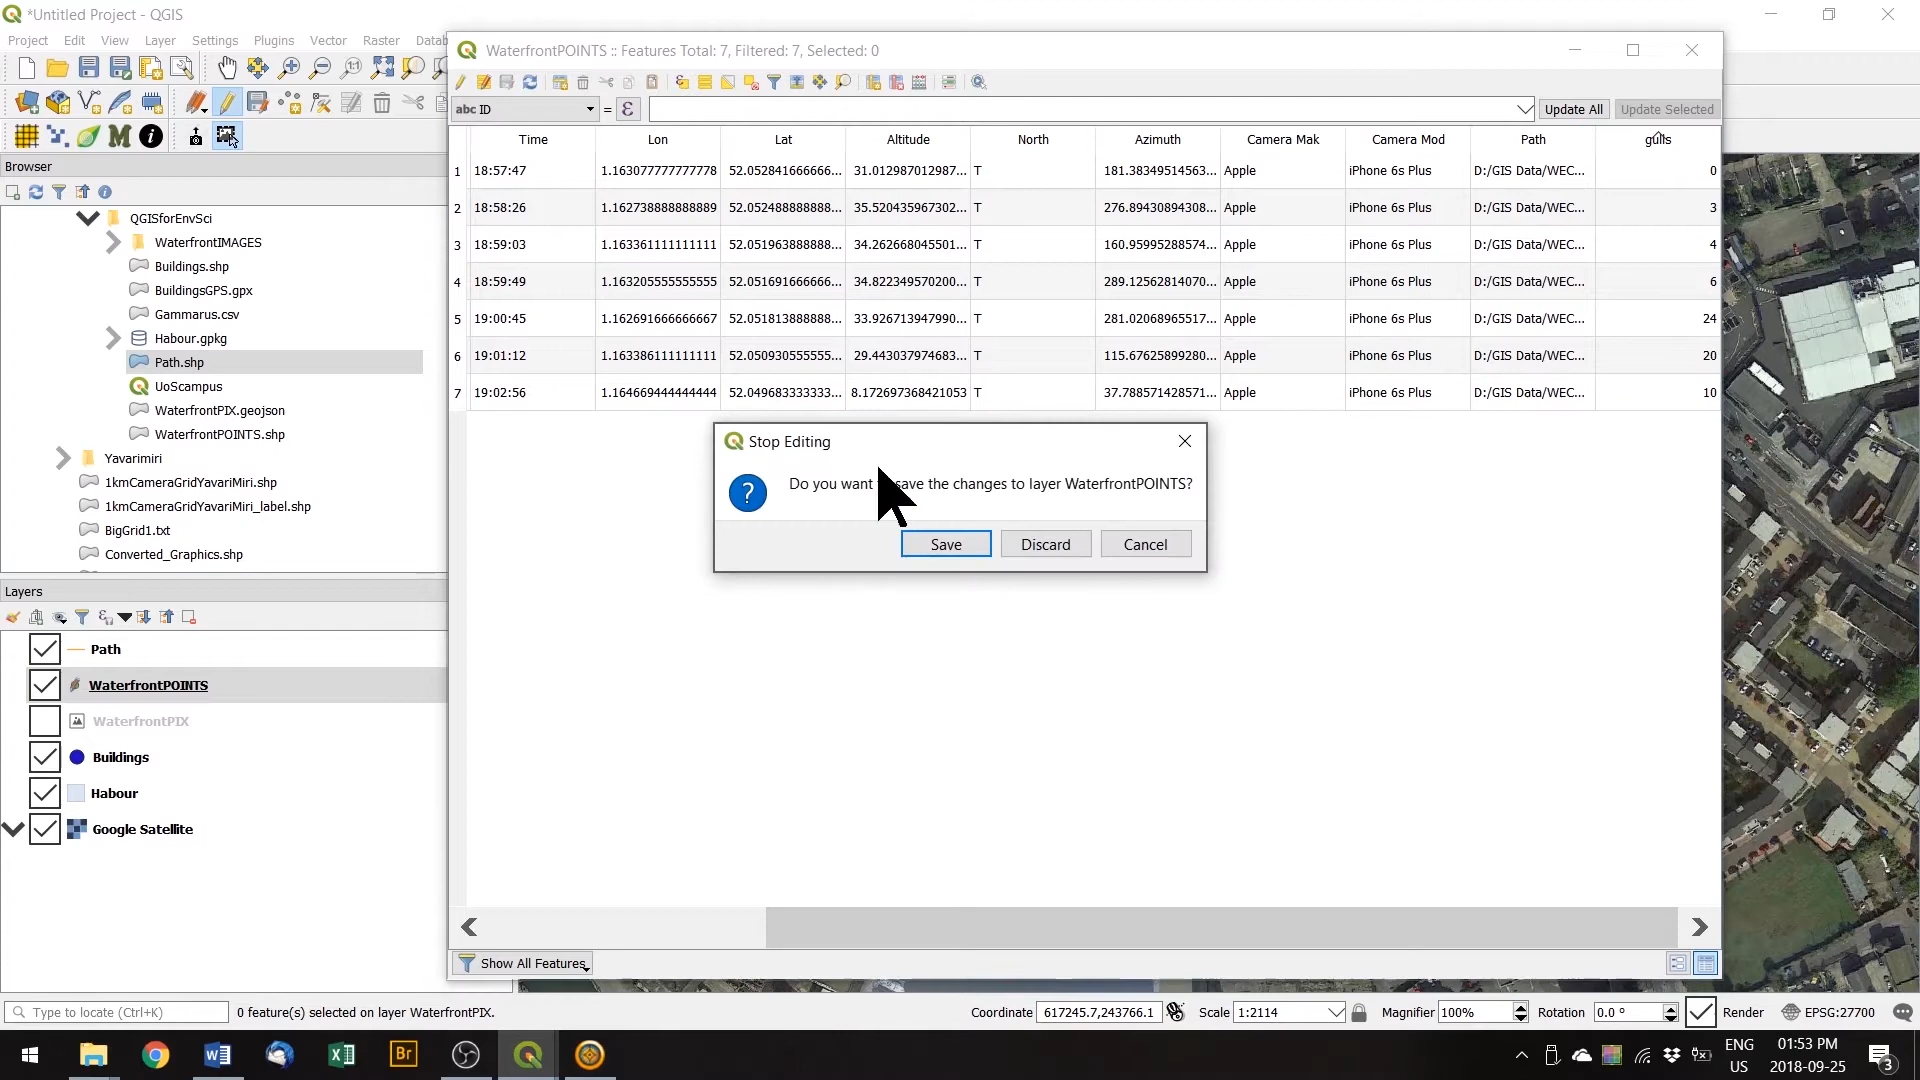 *Untitled Project - QGIS
Project Edit View Layer Settings Plugins Vector Raster Datab
WaterfrontPOINTS :: Features Total: 7, Filtered: 7, Selected: 0
abc ID = ε Update All Update Selected
Time Lon Lat Altitude North Azimuth Camera Mak Camera Mod Path gulls
1 18:57:47 1.163077777777778 52.052841666666... 31.012987012987... T 181.38349514563... Apple iPhone 6s Plus D:/GIS Data/WEC... 0
2 18:58:26 1.162738888888889 52.052488888888... 35.520435967302... T 276.89430894308... Apple iPhone 6s Plus D:/GIS Data/WEC... 3
3 18:59:03 1.163361111111111 52.051963888888... 34.262668045501... T 160.95995288574... Apple iPhone 6s Plus D:/GIS Data/WEC... 4
4 18:59:49 1.163205555555555 52.051691666666... 34.822349570200... T 289.12562814070... Apple iPhone 6s Plus D:/GIS Data/WEC... 6
5 19:00:45 1.162691666666667 52.051813888888... 33.926713947990... T 281.02068965517... Apple iPhone 6s Plus D:/GIS Data/WEC... 24
6 19:01:12 1.163386111111111 52.050930555555... 29.443037974683... T 115.67625899280... Apple iPhone 6s Plus D:/GIS Data/WEC... 20
7 19:02:56 1.164669444444444 52.049683333333... 8.172697368421053 T 37.788571428571... Apple iPhone 6s Plus D:/GIS Data/WEC... 10
Stop Editing
Do you want save the changes to layer WaterfrontPOINTS?
Save Discard Cancel
Show All Features
Browser
QGISforEnvSci
WaterfrontIMAGES
Buildings.shp
BuildingsGPS.gpx
Gammarus.csv
Habour.gpkg
Path.shp
UoScampus
WaterfrontPIX.geojson
WaterfrontPOINTS.shp
Yavarimiri
1kmCameraGridYavariMiri.shp
1kmCameraGridYavariMiri_label.shp
BigGrid1.txt
Converted_Graphics.shp
Layers
Path
WaterfrontPOINTS
WaterfrontPIX
Buildings
Habour
Google Satellite
Type to locate (Ctrl+K) 0 feature(s) selected on layer WaterfrontPIX. Coordinate 617245.7,243766.1 Scale 1:2114 Magnifier 100% Rotation 0.0 ° Render EPSG:27700
Br ENG 01:53 PM
US 2018-09-25 3